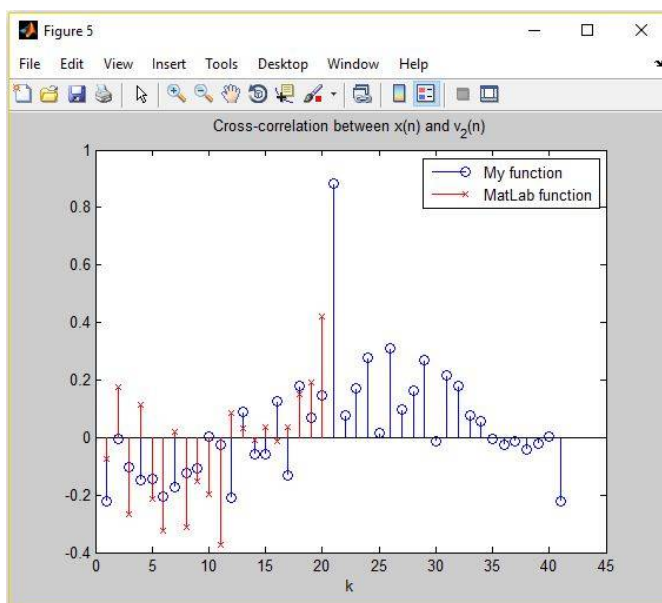 Figure 5
File Edit View Insert Tools Desktop Window Help
Cross-correlation between x(n) and v₂(n)
My function
MatLab function
1
0.8
0.6
0.4
0.2
0
-0.2
-0.4
0 5 10 15 20 25 30 35 40 45
k